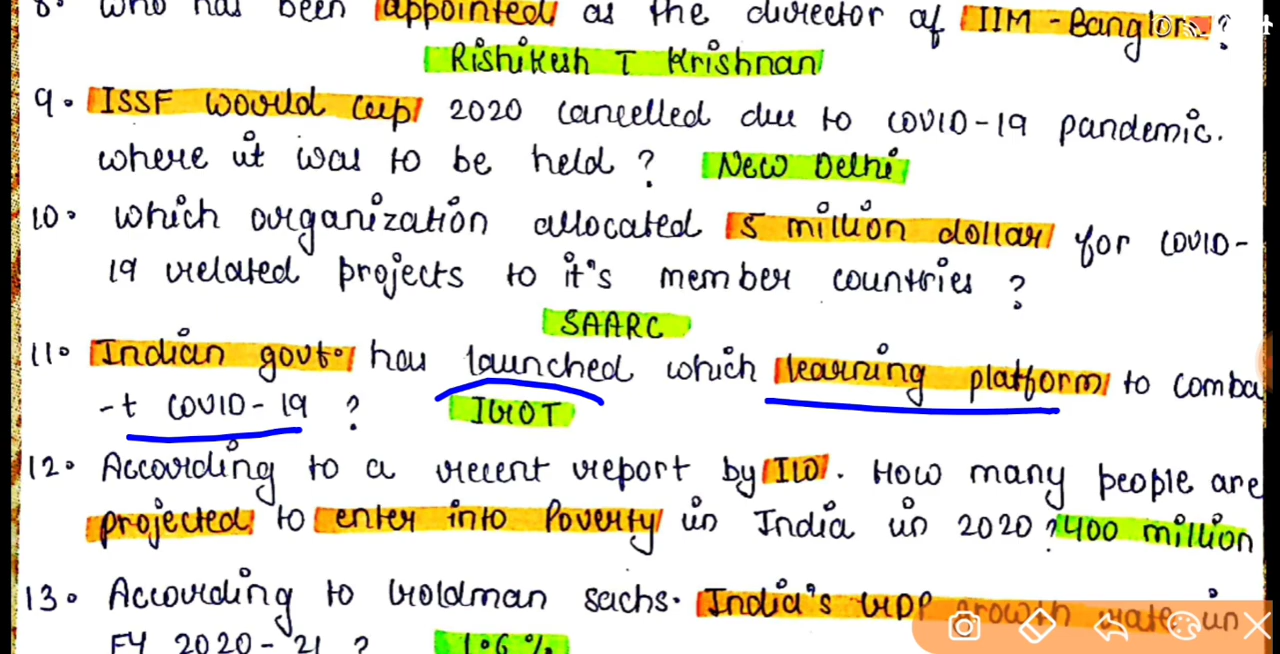 8. Who has been appointed as the director of IIM - Banglore ?
Rishikesh T Krishnan
9. ISSF world cup 2020 cancelled due to COVID-19 pandemic.
where it was to be held ? New Delhi
10. which organization allocated 5 million dollar for COVID-
19 related projects to it's member countries ?
SAARC
11. Indian govt. has launched which learning platform to comba
-t COVID-19 ? IGOT
12. According to a recent report by ILO. How many people are
projected to enter into Poverty in India in 2020 ? 400 million
13. According to Goldman sachs. India's GDP growth rate in
FY 2020-'21 ? 1.6%